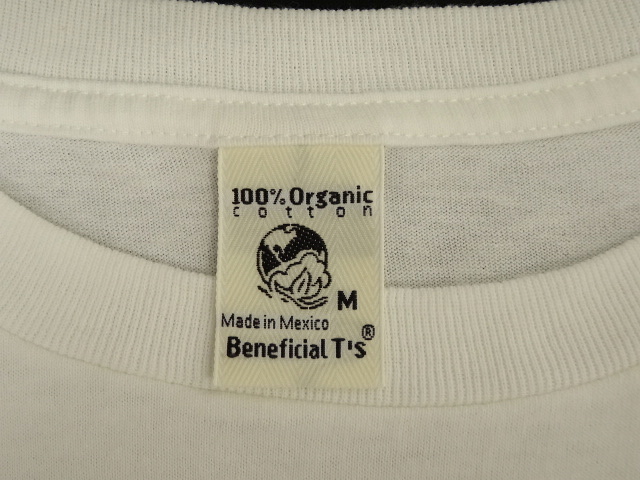 100% Organic
cotton
M
Made in Mexico
Beneficial T's®